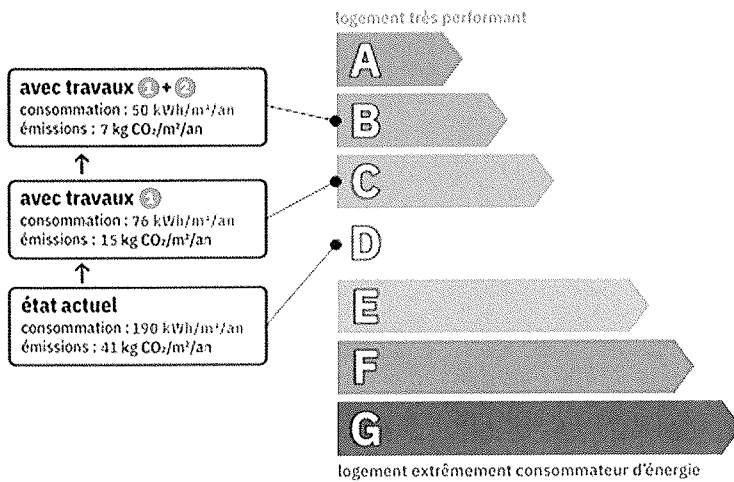 logement très performant
A
avec travaux 1 + 2
consommation : 50 kWh/m²/an
émissions : 7 kg CO₂/m²/an
B
avec travaux 1
consommation : 76 kWh/m²/an
émissions : 15 kg CO₂/m²/an
C
D
état actuel
consommation : 190 kWh/m²/an
émissions : 41 kg CO₂/m²/an
E
F
G
logement extrêmement consommateur d'énergie